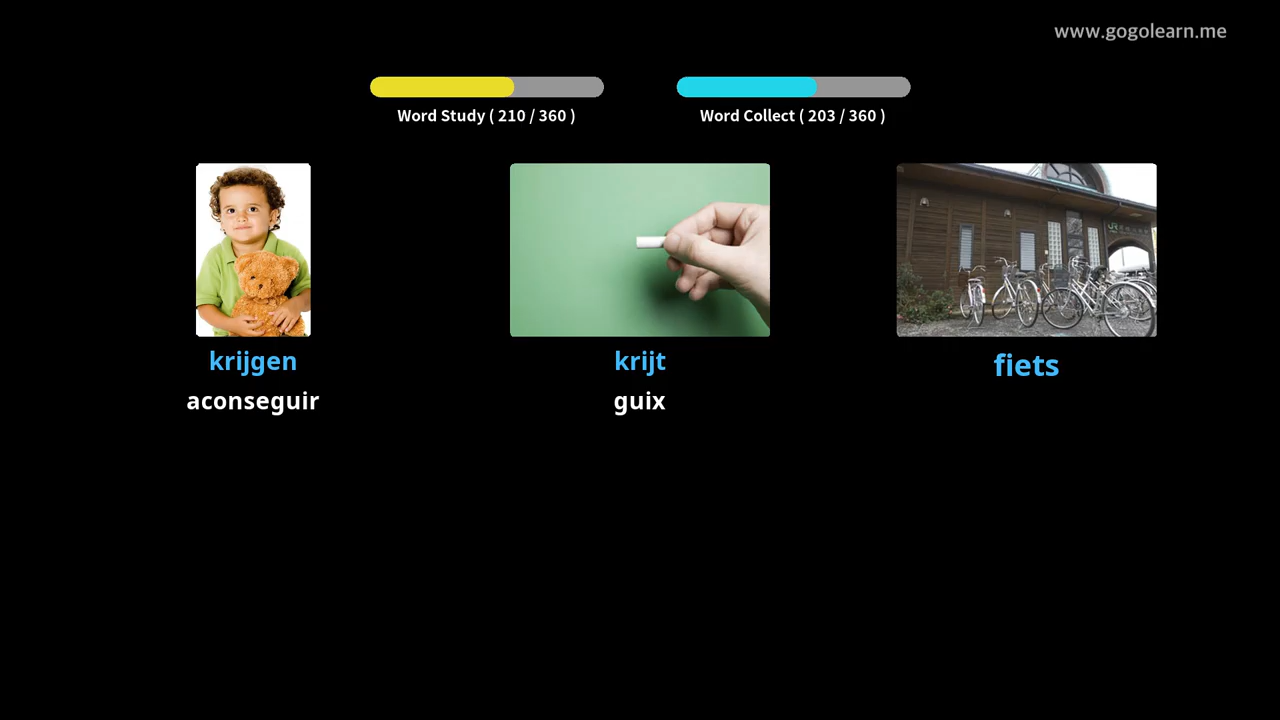 www.gogolearn.me
Word Study ( 210 / 360 )
Word Collect ( 203 / 360 )
krijgen
aconseguir
krijt
guix
fiets